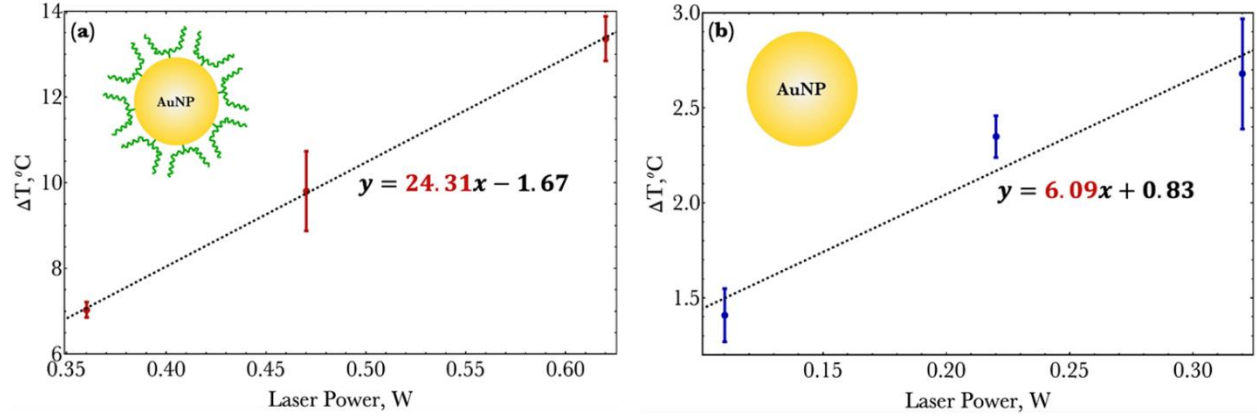 (a)
AuNP
y = 24.31x − 1.67
14
12
10
8
6
ΔT,°C
0.35 0.40 0.45 0.50 0.55 0.60
Laser Power, W
(b)
AuNP
y = 6.09x + 0.83
3.0
2.5
2.0
1.5
ΔT,°C
0.15 0.20 0.25 0.30
Laser Power, W